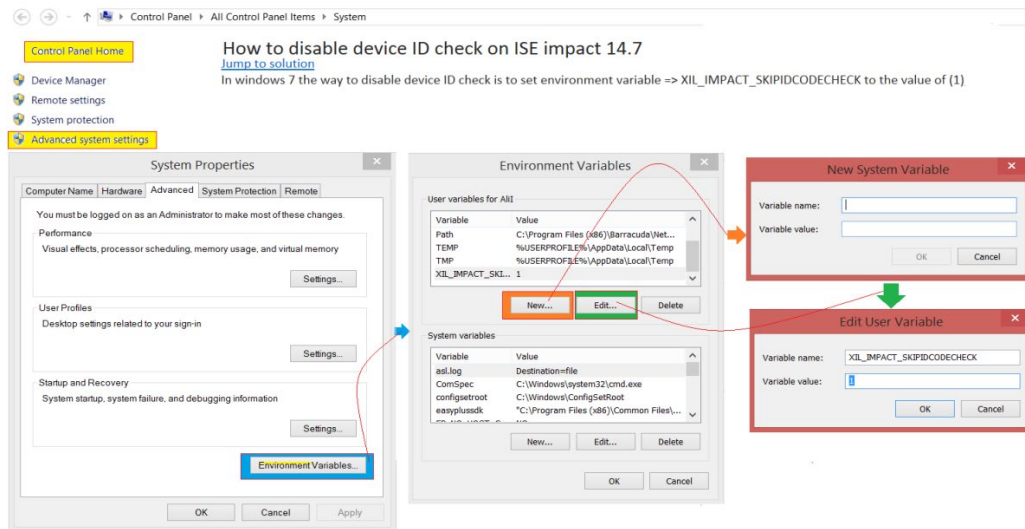 Control Panel ▸ All Control Panel Items ▸ System
Control Panel Home
Device Manager
Remote settings
System protection
Advanced system settings
How to disable device ID check on ISE impact 14.7
Jump to solution
In windows 7 the way to disable device ID check is to set environment variable => XIL_IMPACT_SKIPIDCODECHECK to the value of (1)
System Properties
Computer Name Hardware Advanced System Protection Remote
You must be logged on as an Administrator to make most of these changes.
Performance
Visual effects, processor scheduling, memory usage, and virtual memory
Settings...
User Profiles
Desktop settings related to your sign-in
Settings...
Startup and Recovery
System startup, system failure, and debugging information
Settings...
Environment Variables...
OK Cancel Apply
Environment Variables
User variables for AliI
Variable Value
Path C:\Program Files (x86)\Barracuda\Net...
TEMP %USERPROFILE%\AppData\Local\Temp
TMP %USERPROFILE%\AppData\Local\Temp
XIL_IMPACT_SKI... 1
New... Edit... Delete
System variables
Variable Value
asl.log Destination=file
ComSpec C:\Windows\system32\cmd.exe
configsetroot C:\Windows\ConfigSetRoot
easyplussdk "C:\Program Files (x86)\Common Files\...
New... Edit... Delete
OK Cancel
New System Variable
Variable name:
Variable value:
OK Cancel
Edit User Variable
Variable name: XIL_IMPACT_SKIPIDCODECHECK
Variable value: 1
OK Cancel